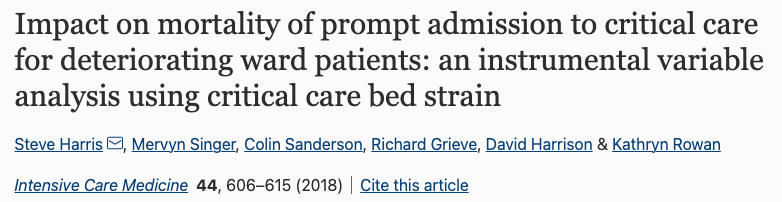 Impact on mortality of prompt admission to critical care
for deteriorating ward patients: an instrumental variable
analysis using critical care bed strain
Steve Harris, Mervyn Singer, Colin Sanderson, Richard Grieve, David Harrison & Kathryn Rowan
Intensive Care Medicine 44, 606–615 (2018) | Cite this article